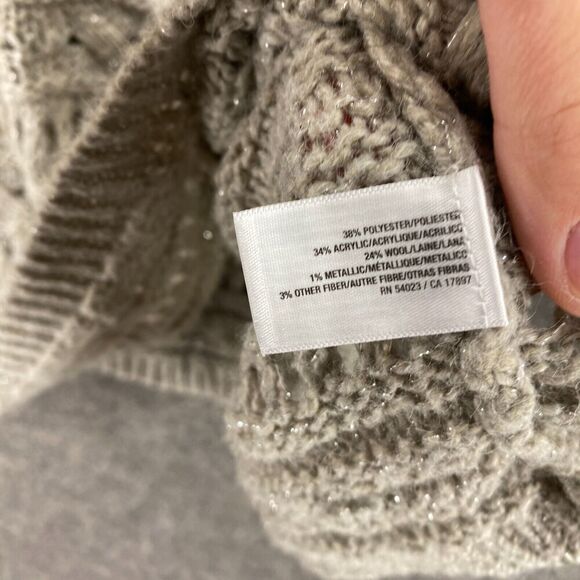 38% POLYESTER/POLIESTER
34% ACRYLIC/ACRYLIQUE/ACRILICO
24% WOOL/LAINE/LANA
1% METALLIC/MÉTALLIQUE/METALICO
3% OTHER FIBER/AUTRE FIBRE/OTRAS FIBRAS
RN 54023 / CA 17897